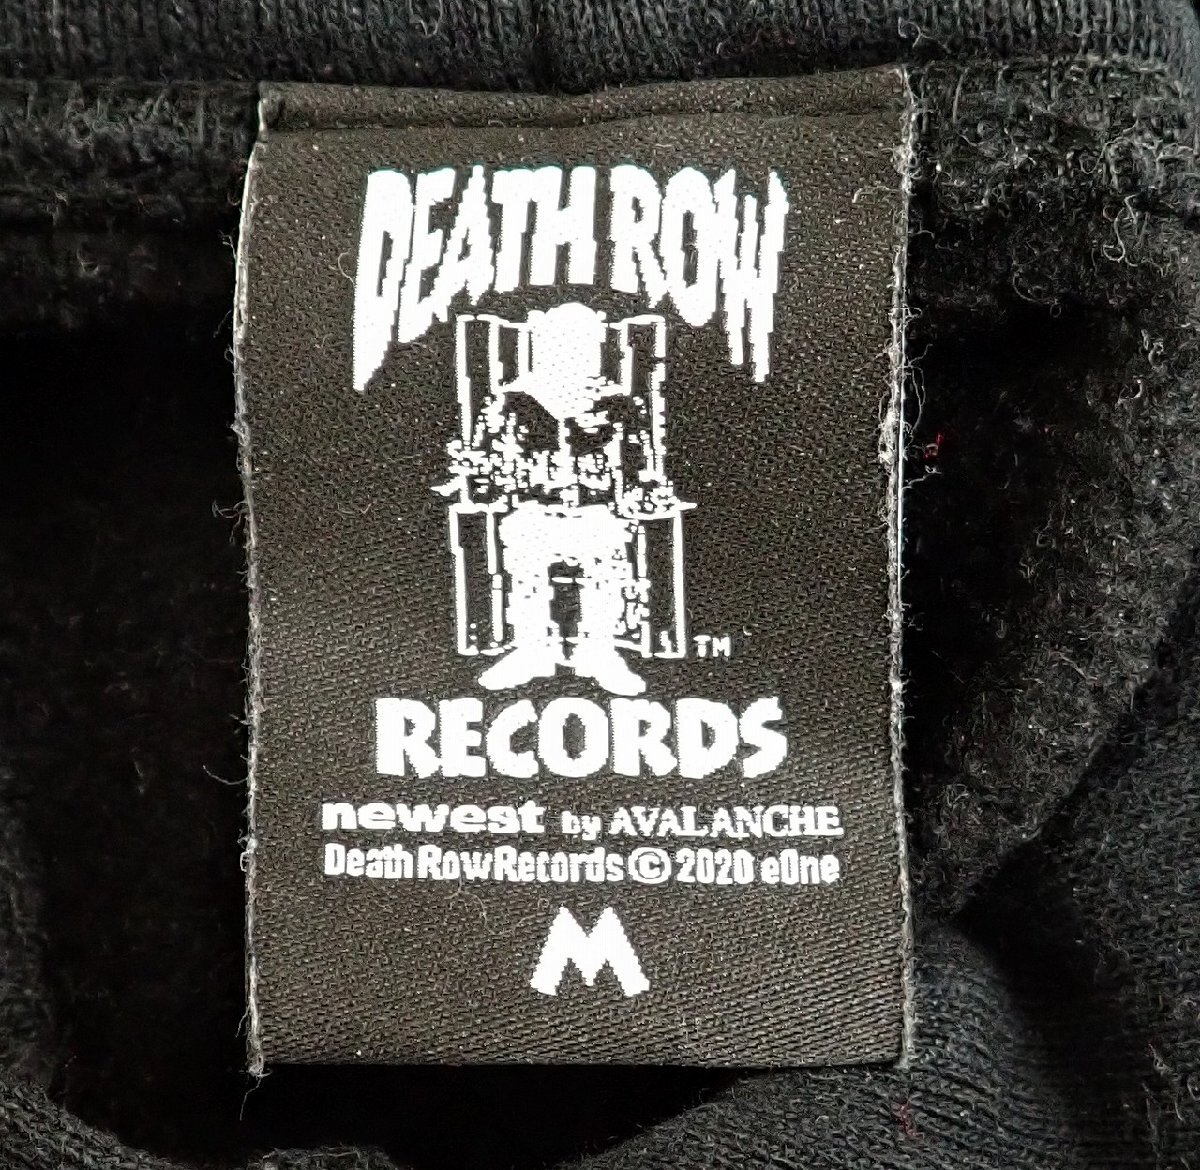 DEATH ROW
TM
RECORDS
newest by AVALANCHE
Death Row Records © 2020 eOne
M